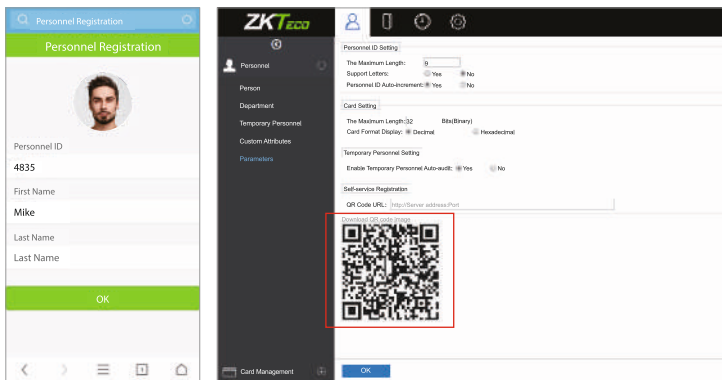 Personnel Registration
Personnel Registration
Personnel ID
4835
First Name
Mike
Last Name
Last Name
OK
ZKTeco
Personnel
Person
Department
Temporary Personnel
Custom Attributes
Parameters
Card Management
Personnel ID Setting
The Maximum Length: 9
Support Letters: Yes No
Personnel ID Auto-increment: Yes No
Card Setting
The Maximum Length:32 Bits(Binary)
Card Format Display: Decimal Hexadecimal
Temporary Personnel Setting
Enable Temporary Personnel Auto-audit: Yes No
Self-service Registration
QR Code URL: http://Server address:Port
Download QR code image
OK